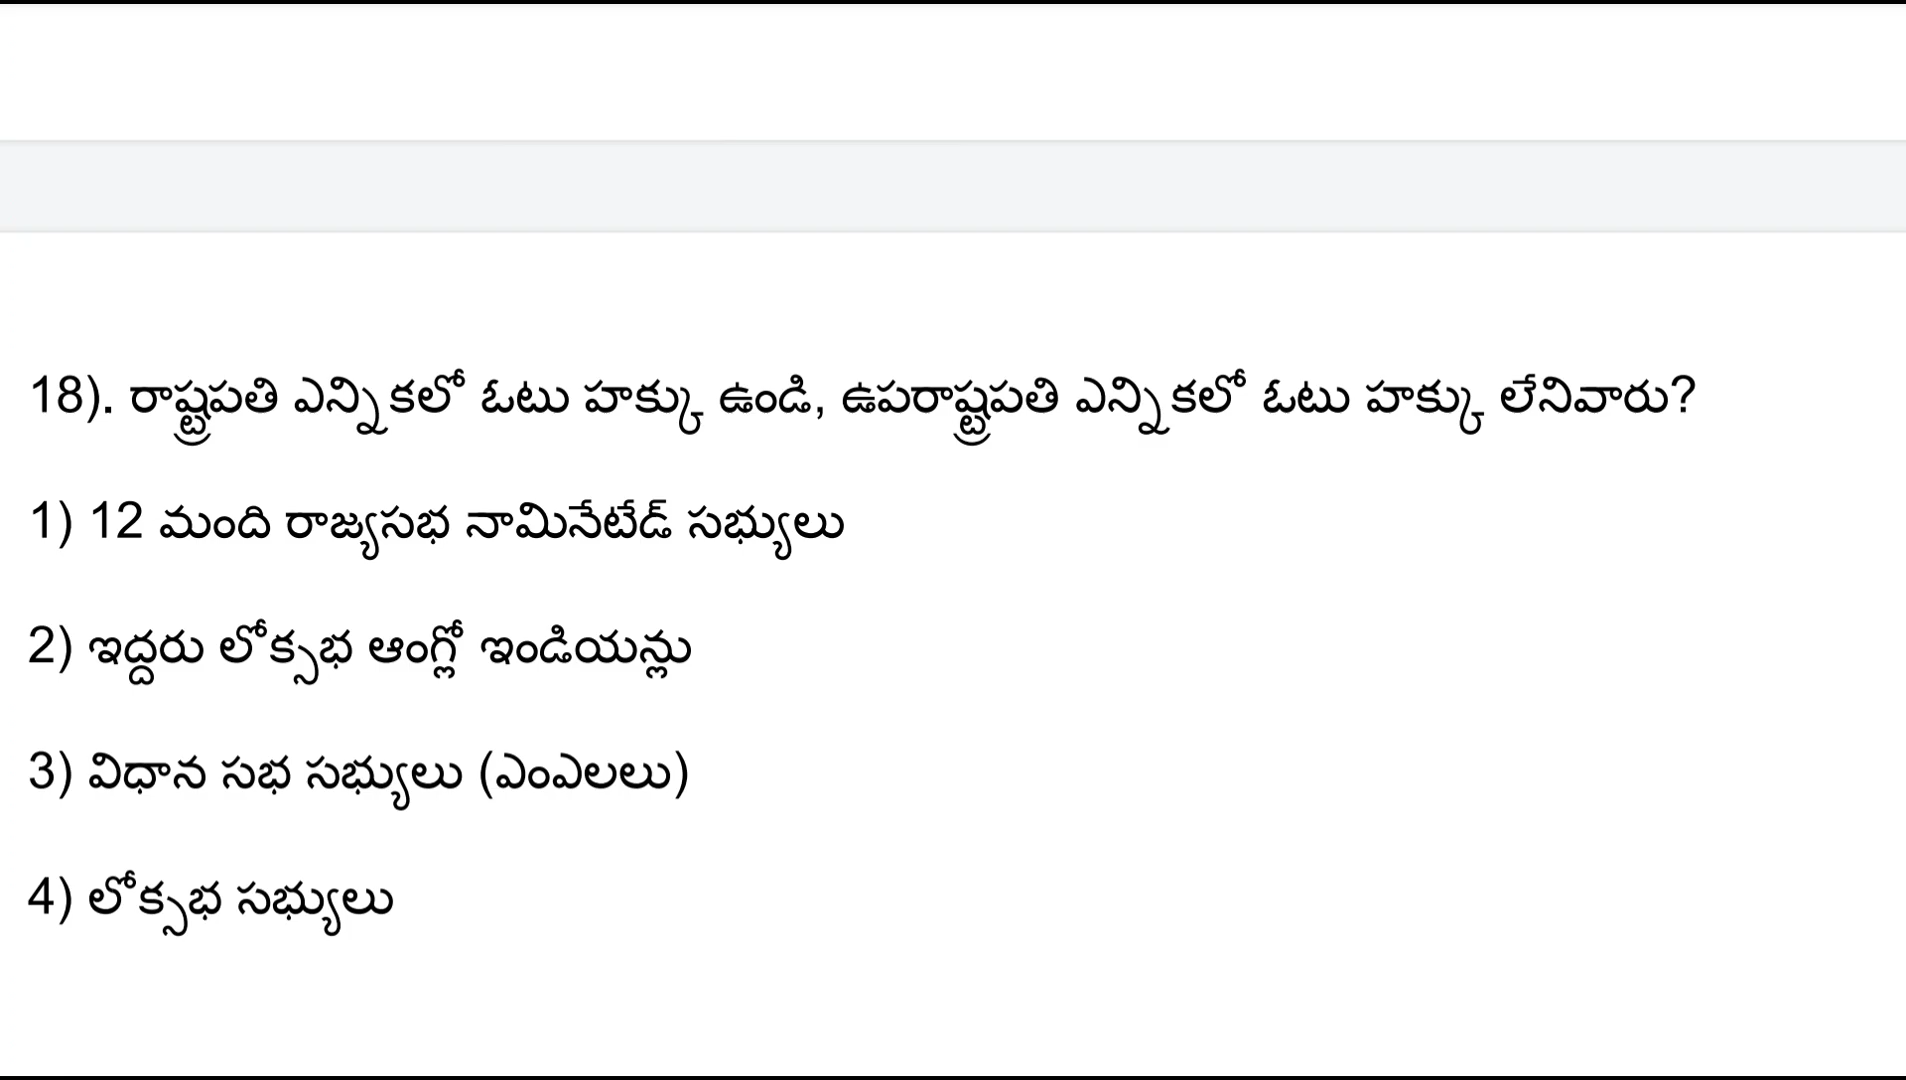 18). రాష్ట్రపతి ఎన్నికలో ఓటు హక్కు ఉండి, ఉపరాష్ట్రపతి ఎన్నికలో ఓటు హక్కు లేనివారు?
1) 12 మంది రాజ్యసభ నామినేటేడ్ సభ్యులు
2) ఇద్దరు లోక్సభ ఆంగ్లో ఇండియన్లు
3) విధాన సభ సభ్యులు (ఎంఎలలు)
4) లోక్సభ సభ్యులు